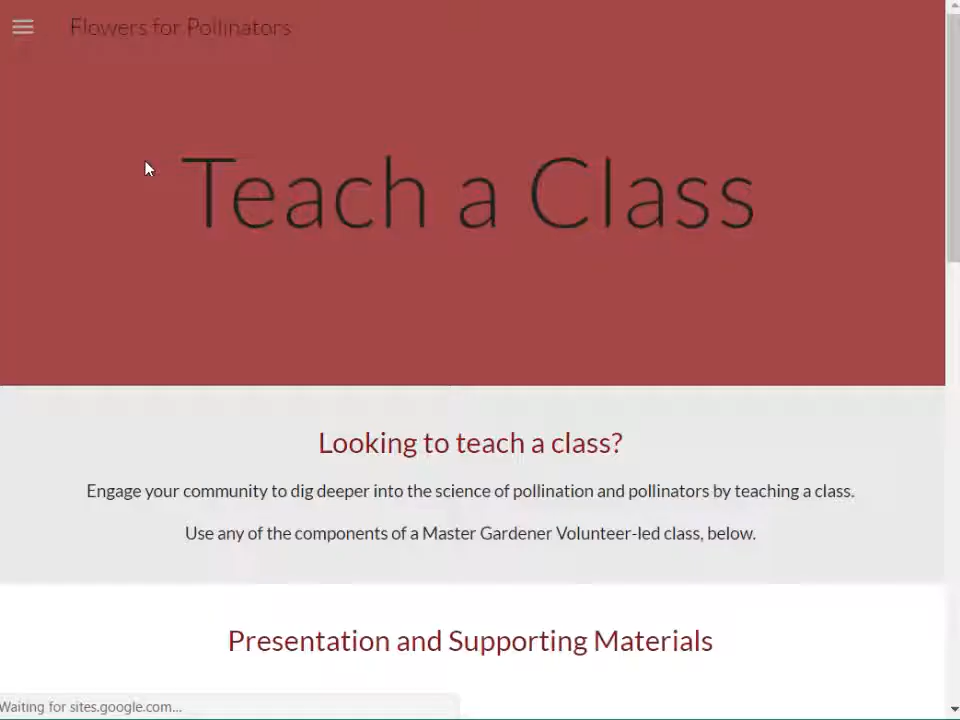 Flowers for Pollinators
Teach a Class
Looking to teach a class?
Engage your community to dig deeper into the science of pollination and pollinators by teaching a class.
Use any of the components of a Master Gardener Volunteer-led class, below.
Presentation and Supporting Materials
Waiting for sites.google.com...